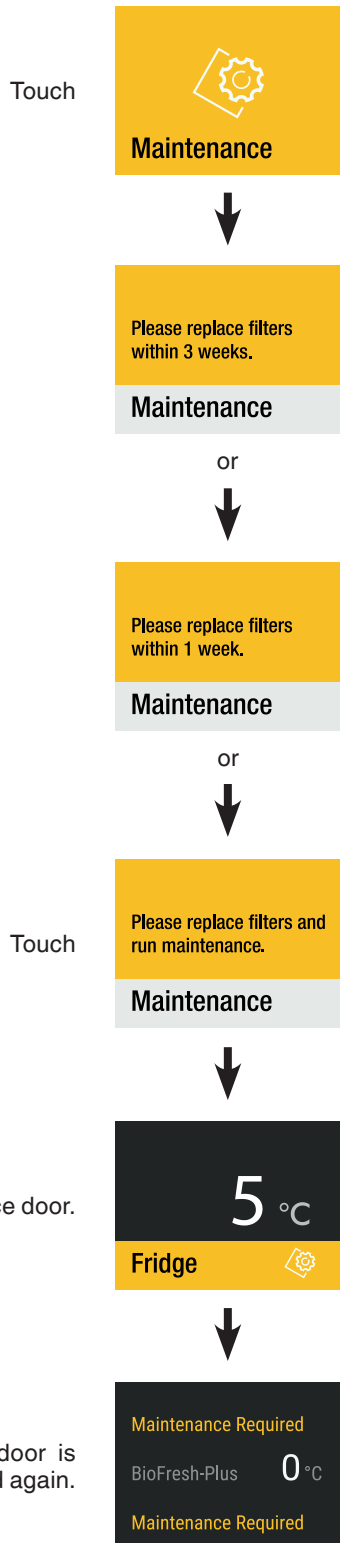 Touch
Maintenance
Please replace filters
within 3 weeks.
Maintenance
or
Please replace filters
within 1 week.
Maintenance
or
Touch
Please replace filters and
run maintenance.
Maintenance
5 °C
door.
Fridge
Maintenance Required
door is
BioFresh-Plus 0 °C
again.
Maintenance Required